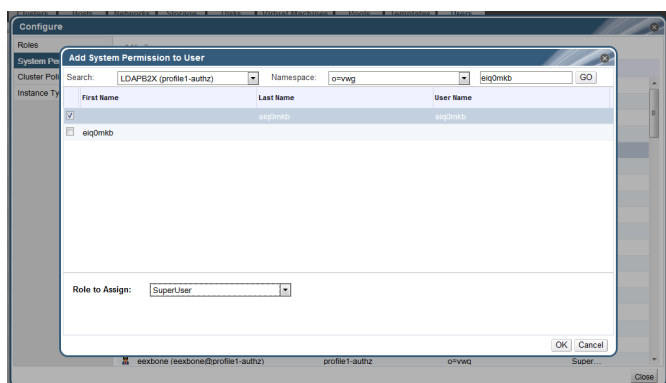 Configure
Roles
System Per
Add System Permission to User
Cluster Poli
Instance Ty
Search: LDAPB2X (profile1-authz) Namespace: o=vwg eiq0mkb GO
First Name Last Name User Name
eiq0mkb eiq0mkb
eiq0mkb
Role to Assign: SuperUser
OK Cancel
eexbone (eexbone@profile1-authz) profile1-authz o=vwg Super...
Close